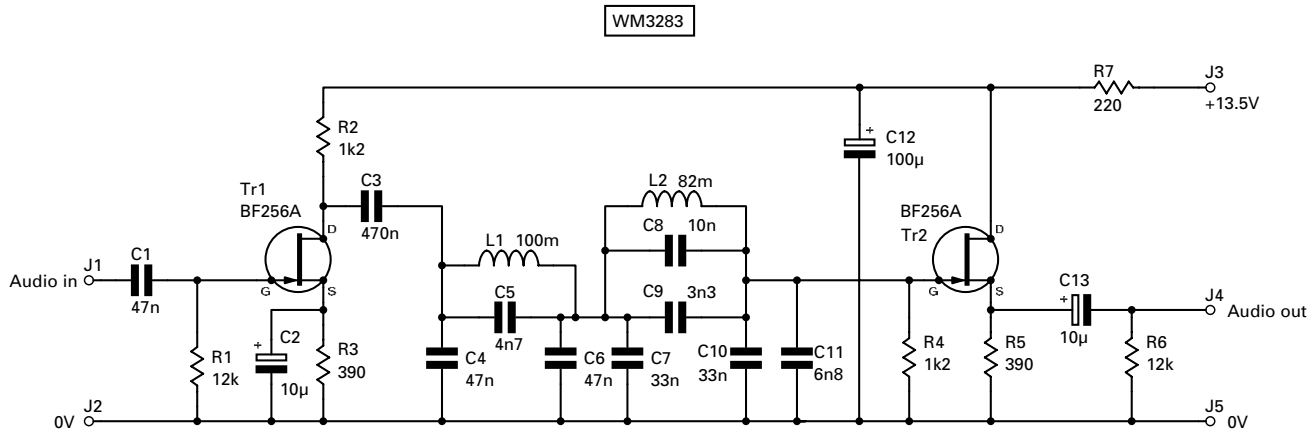 WM3283
R7
220
J3
+13.5V
R2
1k2
C12
100µ
+
Tr1
BF256A
C3
470n
L2 82m
C8 10n
BF256A
Tr2
D
L1 100m
D
C1
47n
Audio in J1
G
S
C5
4n7
C9 3n3
G
S
C13
+
10µ
J4
Audio out
R1
12k
+
C2
10µ
R3
390
C4
47n
C6
47n
C7
33n
C10
33n
C11
6n8
R4
1k2
R5
390
R6
12k
0V J2
J5
0V